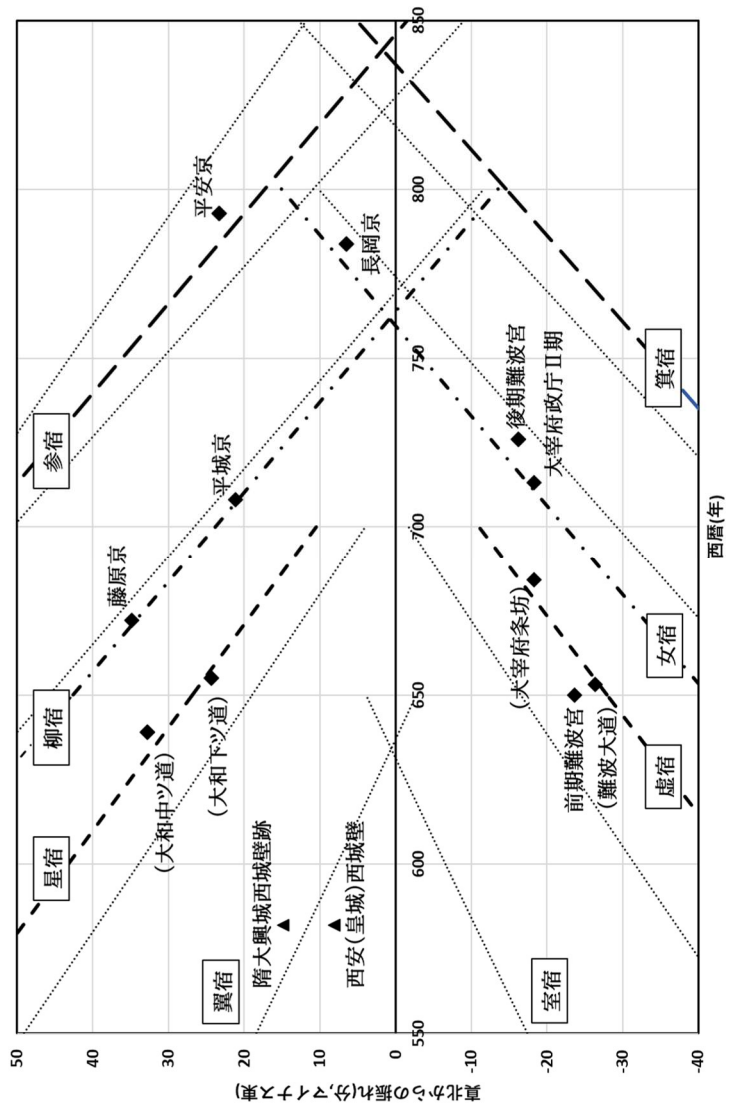 50
40
30
20
10
0
-10
-20
-30
-40
550
600
650
700
750
800
850
真北からの振れ(分,マイナス東)
西暦(年)
星宿
柳宿
参宿
翼宿
室宿
虚宿
女宿
箕宿
平安京
長岡京
藤原京
平城京
後期難波宮
大宰府政庁Ⅱ期
(大宰府条坊)
前期難波宮
(難波大道)
(大和中ツ道)
(大和下ツ道)
隋大興城西城壁跡
西安(皇城)西城壁